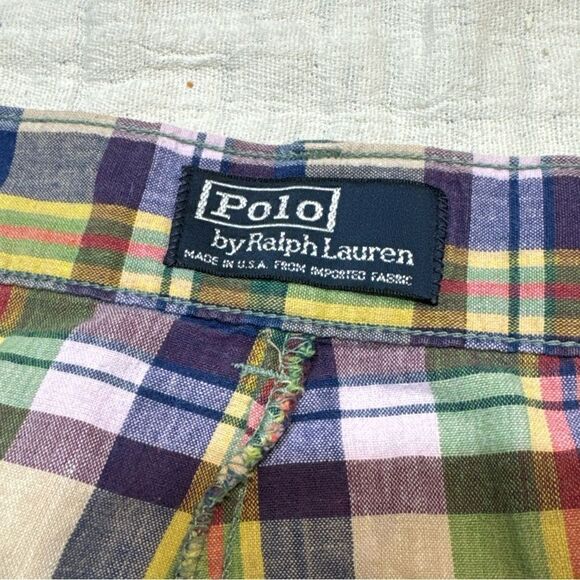 Polo
by Ralph Lauren
MADE IN U.S.A. FROM IMPORTED FABRIC